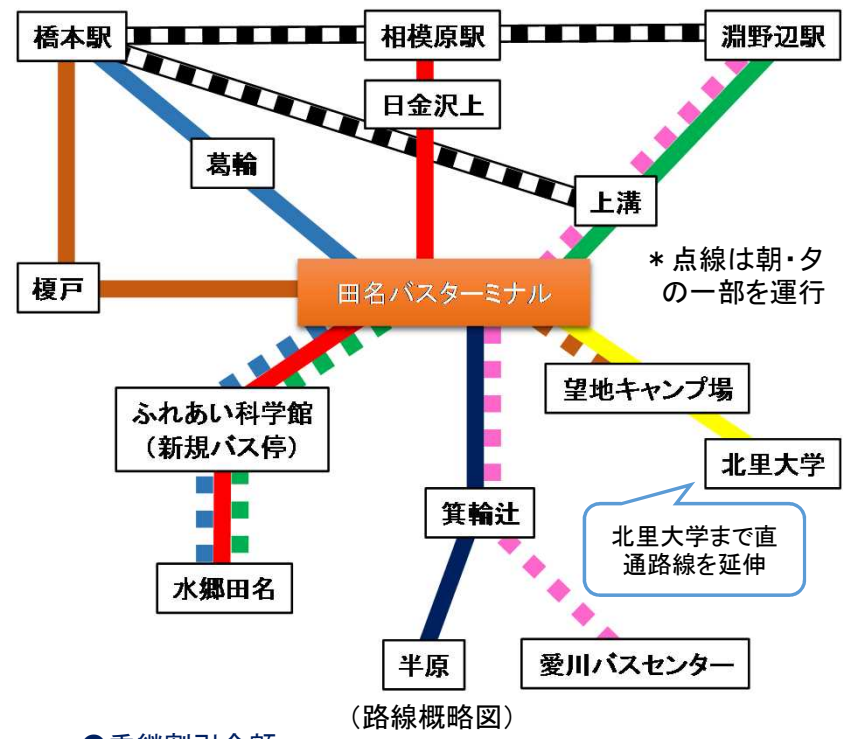 橋本駅
相模原駅
淵野辺駅
日金沢上
葛輪
上溝
榎戸
田名バスターミナル
*点線は朝・夕
の一部を運行
ふれあい科学館
（新規バス停）
望地キャンプ場
北里大学
箕輪辻
北里大学まで直
通路線を延伸
水郷田名
半原
愛川バスセンター
（路線概略図）